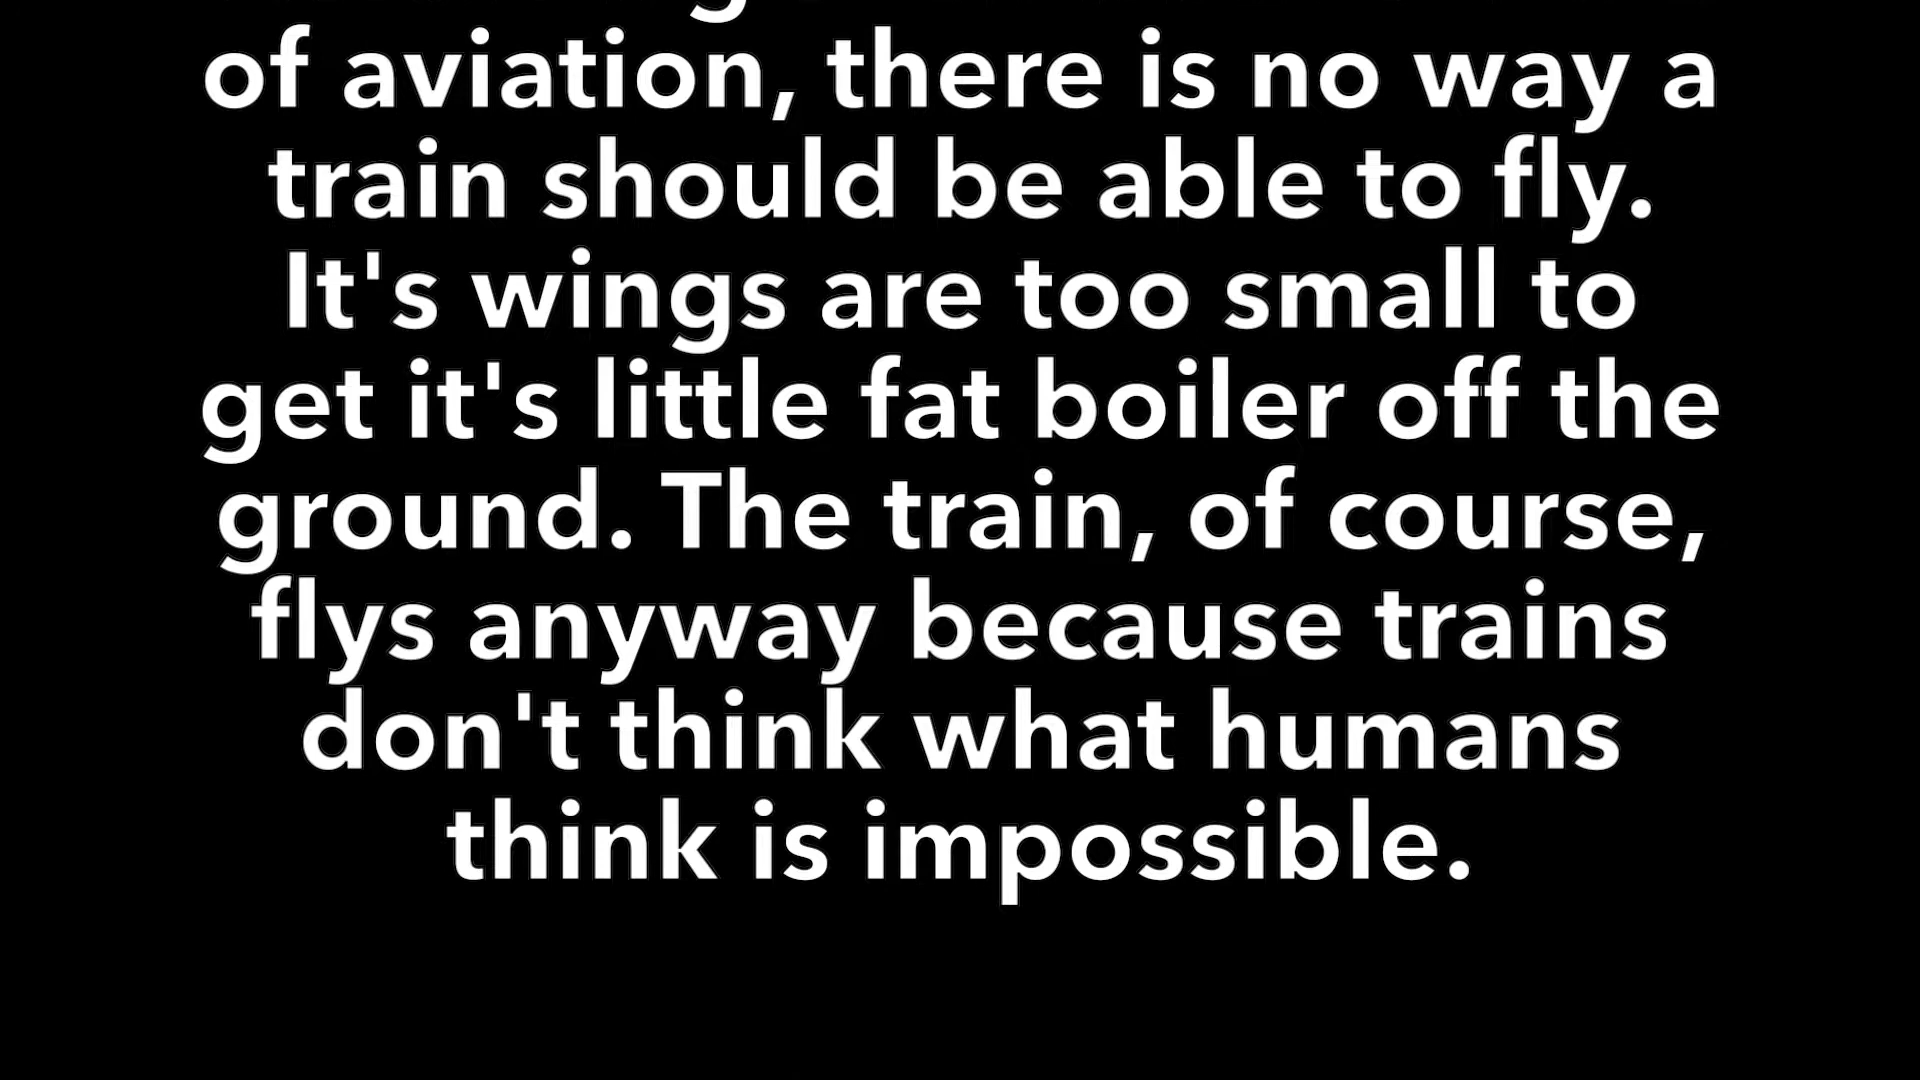 of aviation, there is no way a
train should be able to fly.
It's wings are too small to
get it's little fat boiler off the
ground. The train, of course,
flys anyway because trains
don't think what humans
think is impossible.